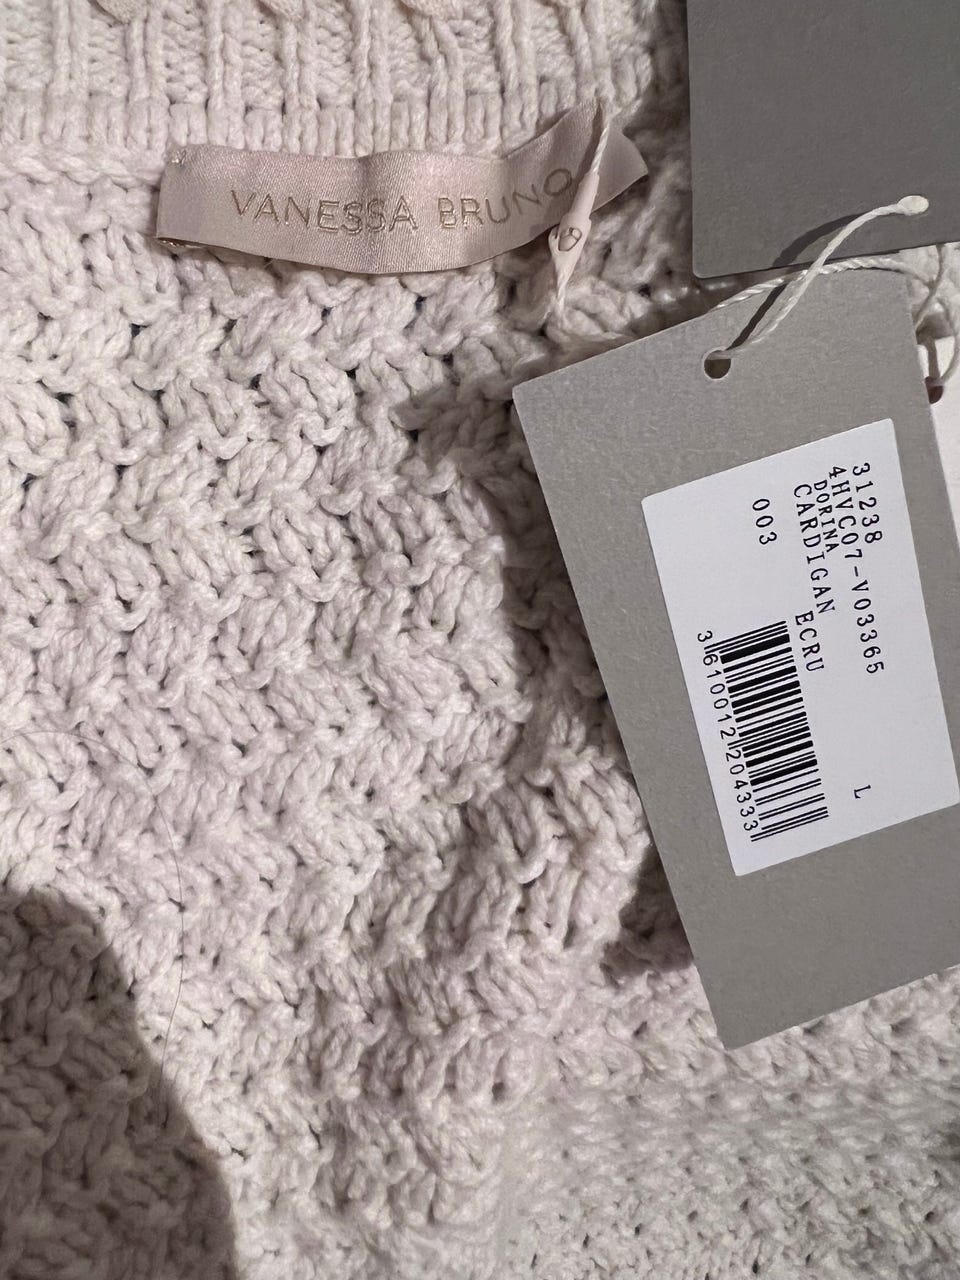 VANESSA BRUNO
31238
4HVC07-V03365
DORINA
CARDIGAN ECRU
003
L
3610012204333